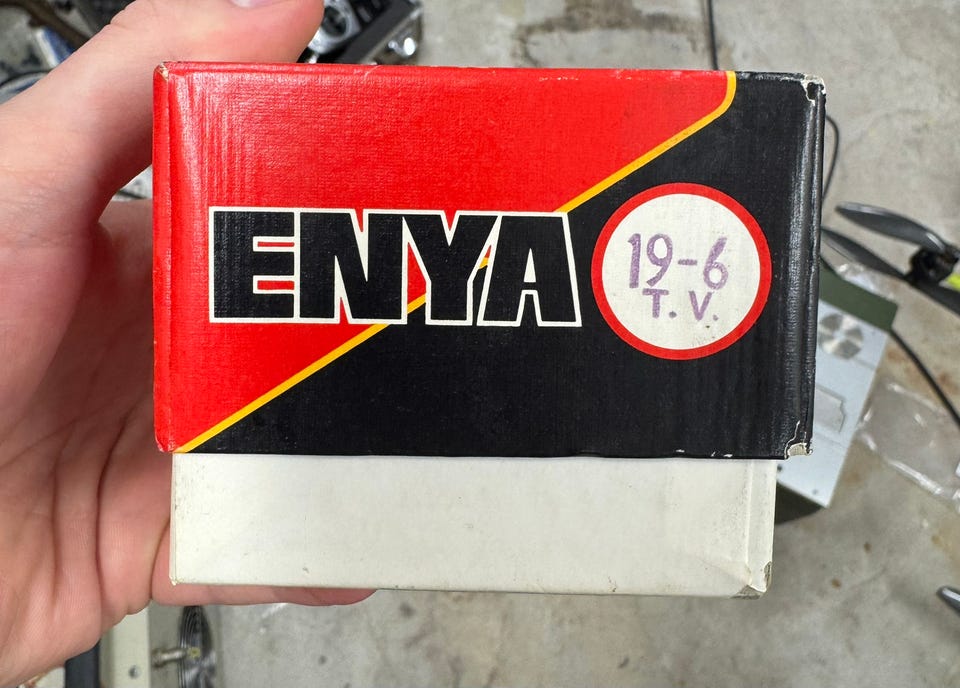 ENYA
19-6
T. V.